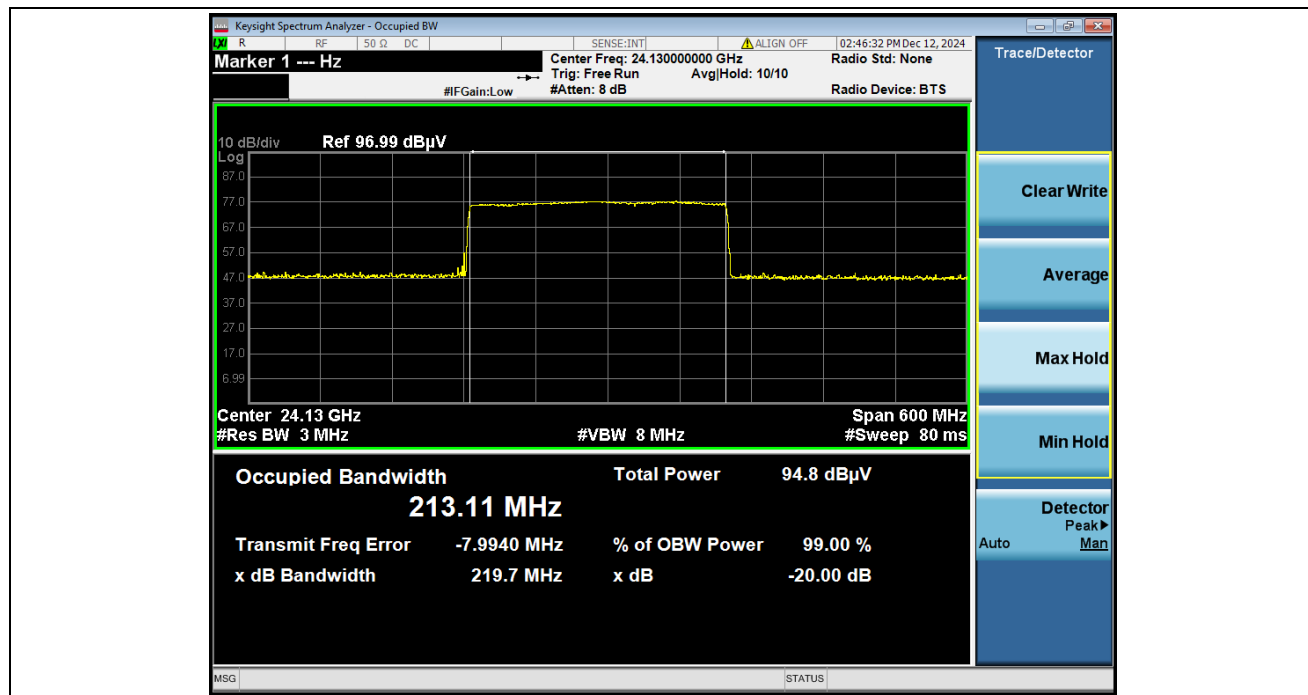 Keysight Spectrum Analyzer - Occupied BW
LXI R RF 50 Ω DC SENSE:INT ALIGN OFF 02:46:32 PM Dec 12, 2024
Marker 1 --- Hz
Center Freq: 24.130000000 GHz Radio Std: None
Trig: Free Run Avg|Hold: 10/10
#IFGain:Low #Atten: 8 dB Radio Device: BTS
10 dB/div Ref 96.99 dBµV
Log
87.0
77.0
67.0
57.0
47.0
37.0
27.0
17.0
6.99
Center 24.13 GHz Span 600 MHz
#Res BW 3 MHz #VBW 8 MHz #Sweep 80 ms
Occupied Bandwidth Total Power 94.8 dBµV
213.11 MHz
Transmit Freq Error -7.9940 MHz % of OBW Power 99.00 %
x dB Bandwidth 219.7 MHz x dB -20.00 dB
MSG STATUS
Trace/Detector
Clear Write
Average
Max Hold
Min Hold
Detector
Peak▶
Auto Man